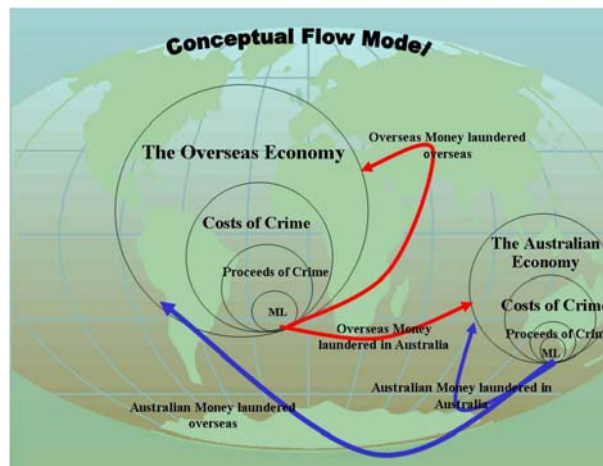 Conceptual Flow Model
Overseas Money laundered
overseas
The Overseas Economy
Costs of Crime
Proceeds of Crime
ML
Overseas Money
laundered in Australia
The Australian
Economy
Costs of Crime
Proceeds of Crime
ML
Australian Money laundered in
Australia
Australian Money laundered
overseas